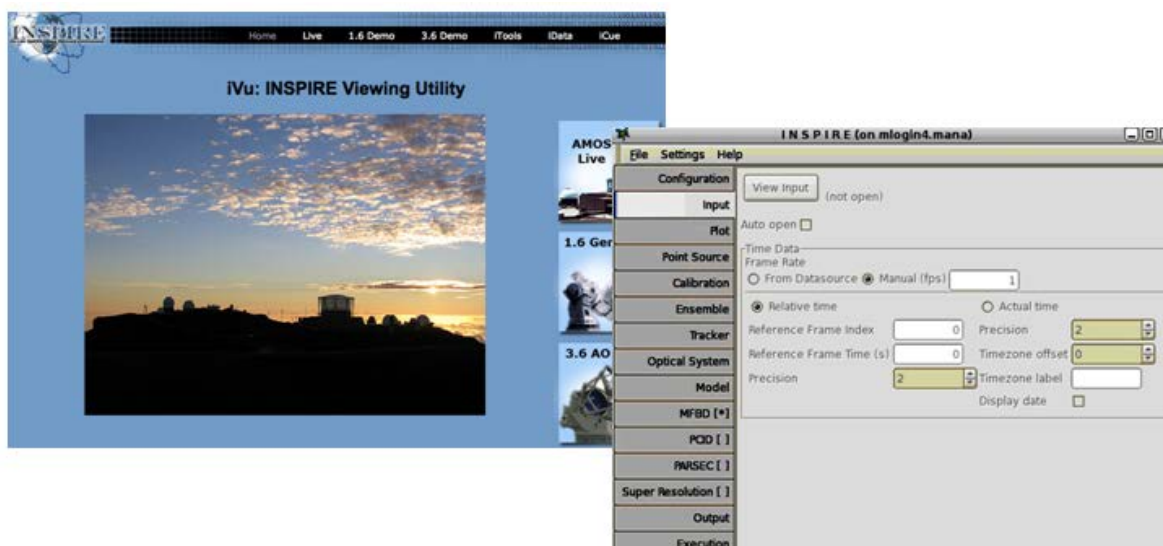 INSPIRE
Home Live 1.6 Demo 3.6 Demo iTools iData iCue
iVu: INSPIRE Viewing Utility
AMOS
Live
1.6 Ger
3.6 AO
I N S P I R E (on mlogin4.mana)
File Settings Help
Configuration
Input
Plot
Point Source
Calibration
Ensemble
Tracker
Optical System
Model
MFBD [*]
PCID [ ]
PARSEC [ ]
Super Resolution [ ]
Output
Execution
View Input (not open)
Auto open
Time Data
Frame Rate
From Datasource Manual (fps) 1
Relative time Actual time
Reference Frame Index 0 Precision 2
Reference Frame Time (s) 0 Timezone offset 0
Precision 2 Timezone label
Display date